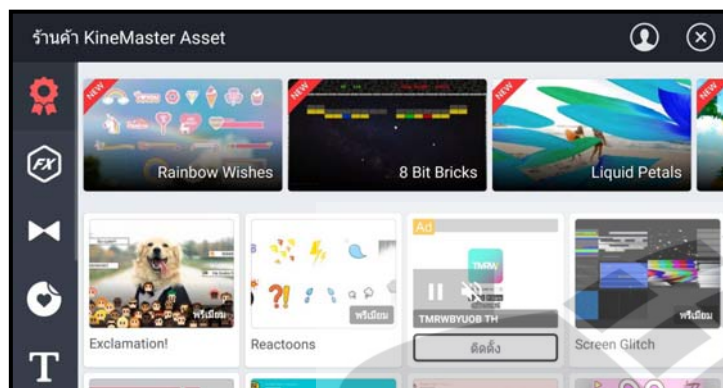 ร้านค้า KineMaster Asset
NEW
NEW
NEW
Rainbow Wishes
8 Bit Bricks
Liquid Petals
FX
Ad
TMRW
TMRWBYUOB TH
พรีเมียม
พรีเมียม
พรีเมียม
Exclamation!
Reactoons
ติดตั้ง
Screen Glitch
T